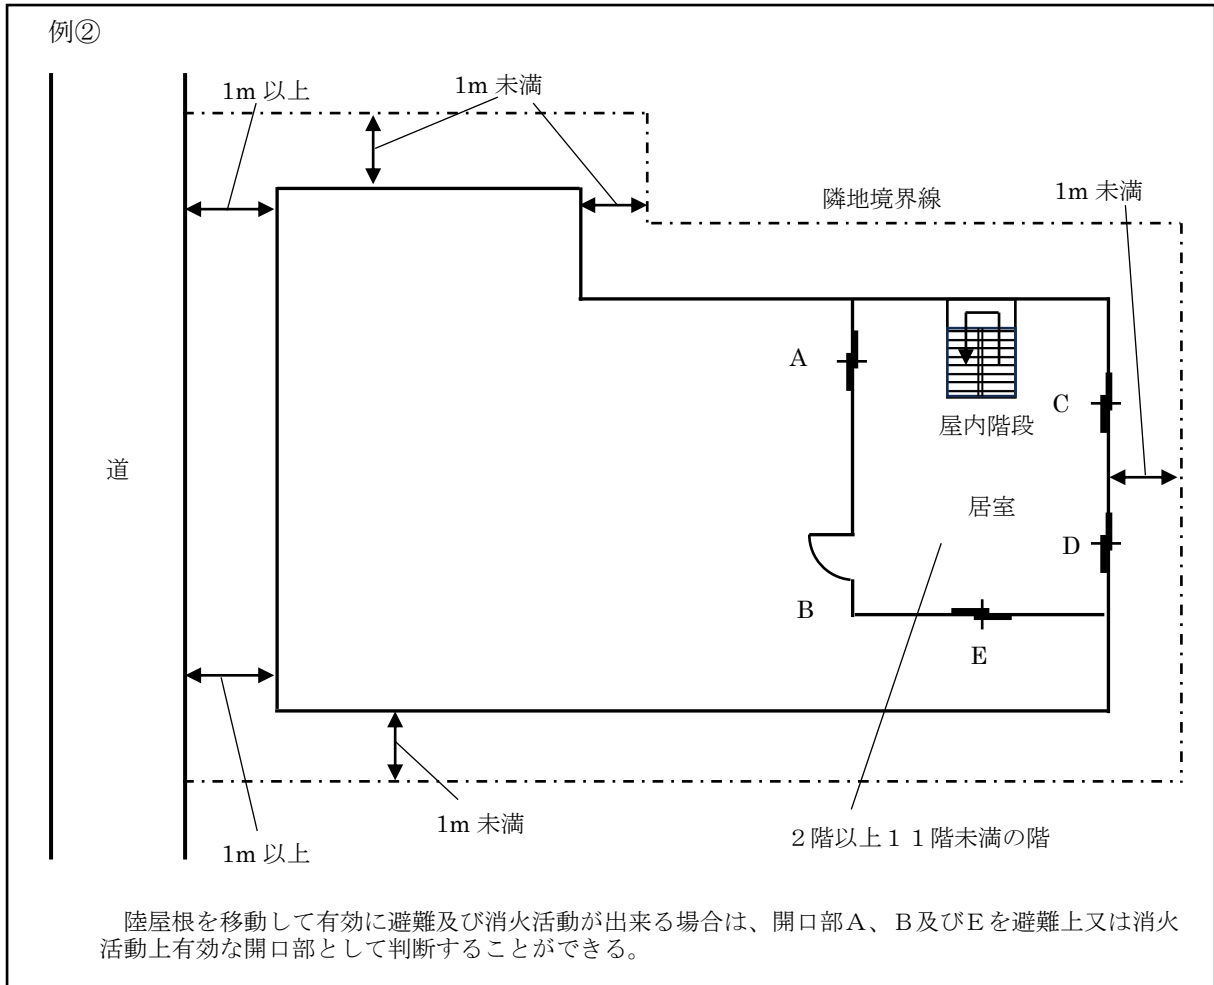 例②
1m 以上
1m 未満
隣地境界線
1m 未満
A
C
屋内階段
道
居室
D
B
E
1m 未満
2階以上11階未満の階
1m 以上
陸屋根を移動して有効に避難及び消火活動が出来る場合は、開口部A、B及びEを避難上又は消火
活動上有効な開口部として判断することができる。